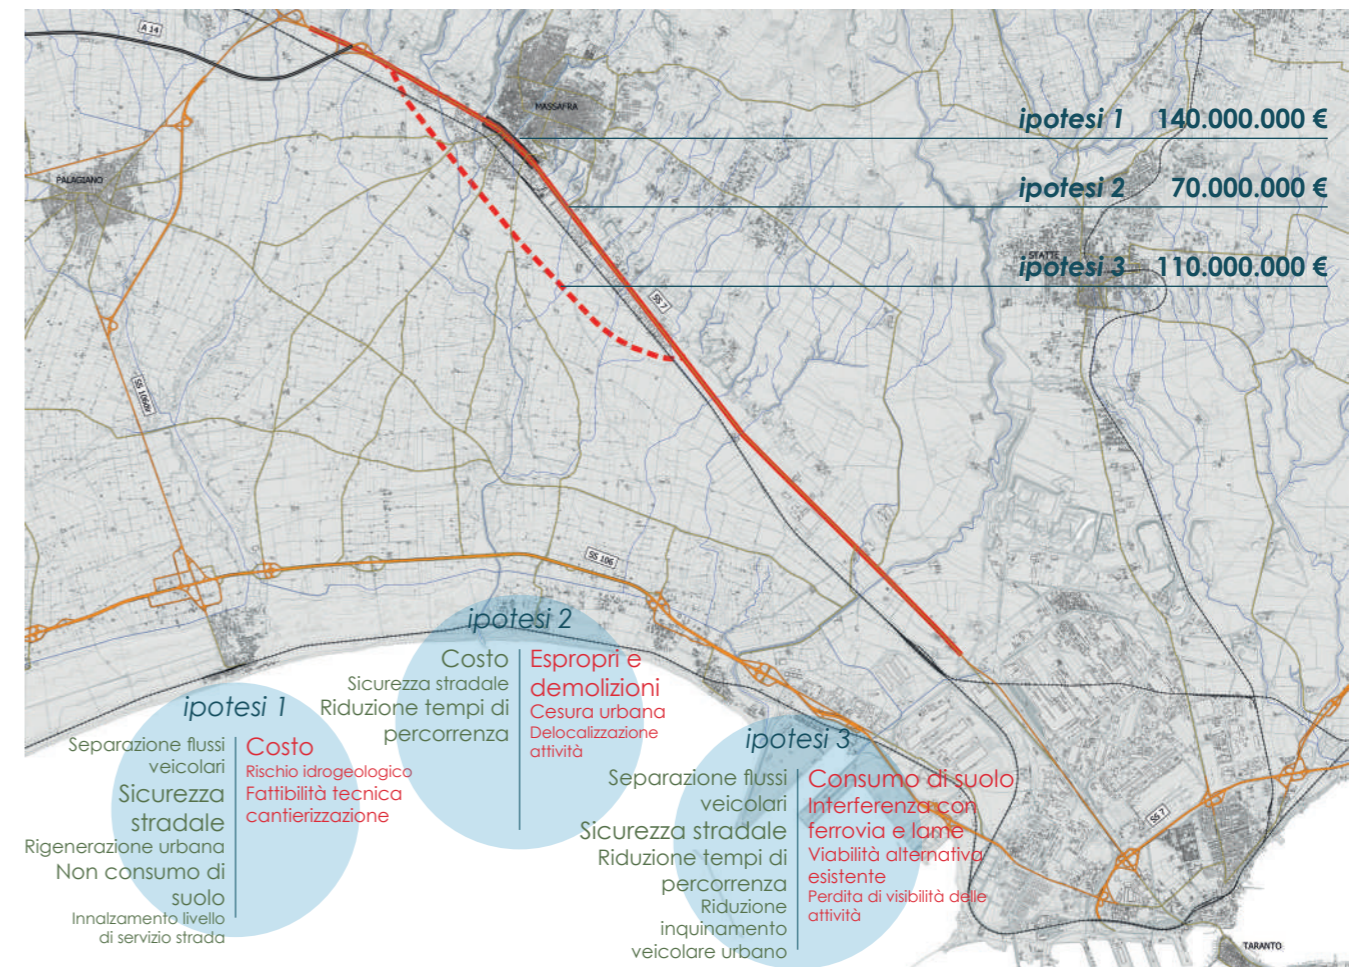 A 14
MASSAFRA
ipotesi 1 140.000.000 €
PALAGIANO
ipotesi 2 70.000.000 €
STATTE
ipotesi 3 110.000.000 €
SS 7
SS 106dir
SS 106
ipotesi 2
Costo
Sicurezza stradale
Riduzione tempi di
percorrenza
Espropri e
demolizioni
Cesura urbana
Delocalizzazione
attività
ipotesi 1
Separazione flussi
veicolari
Sicurezza
stradale
Rigenerazione urbana
Non consumo di
suolo
Innalzamento livello
di servizio strada
Costo
Rischio idrogeologico
Fattibilità tecnica
cantierizzazione
ipotesi 3
Separazione flussi
veicolari
Sicurezza stradale
Riduzione tempi di
percorrenza
Riduzione
inquinamento
veicolare urbano
Consumo di suolo
Interferenza con
ferrovia e lame
Viabilità alternativa
esistente
Perdita di visibilità delle
attività
SS 7
TARANTO